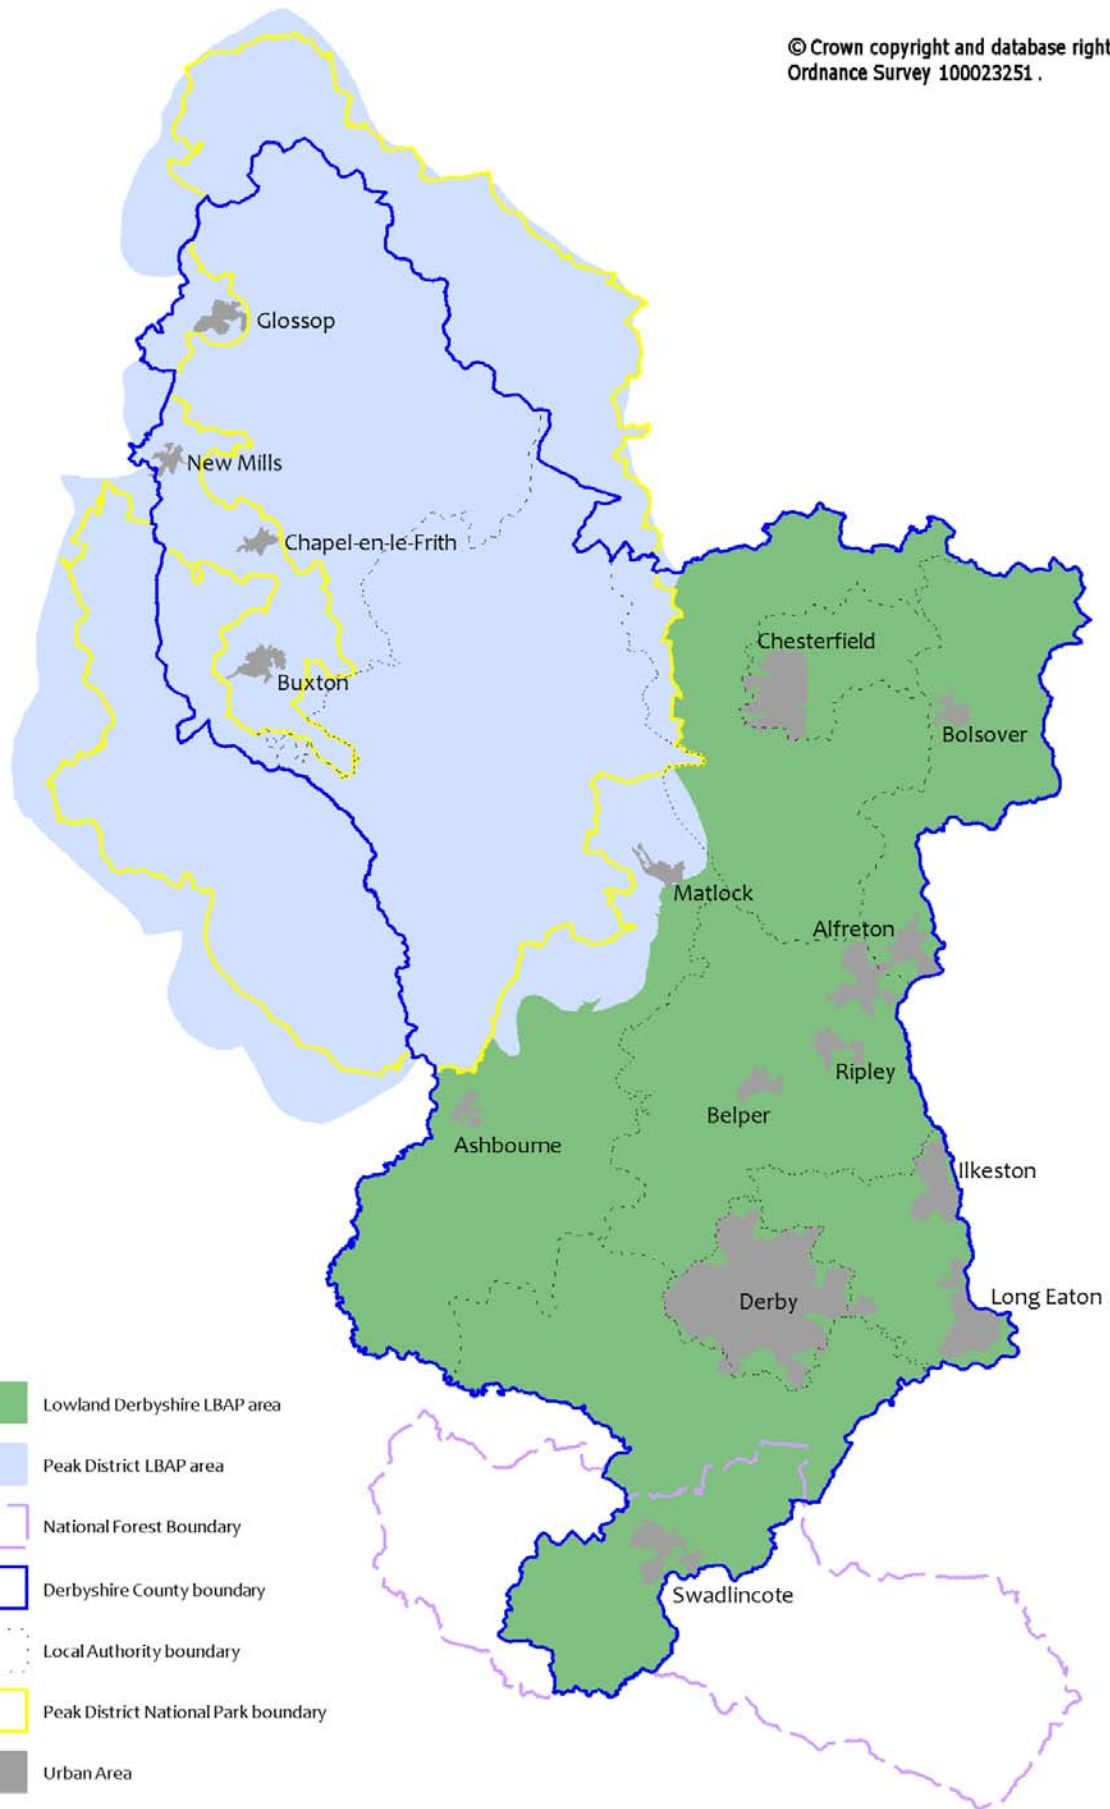 © Crown copyright and database right
Ordnance Survey 100023251 .
Glossop
New Mills
Chapel-en-le-Frith
Chesterfield
Buxton
Bolsover
Matlock
Alfreton
Ripley
Belper
Ashbourne
Ilkeston
Derby
Long Eaton
Lowland Derbyshire LBAP area
Peak District LBAP area
National Forest Boundary
Derbyshire County boundary
Swadlincote
Local Authority boundary
Peak District National Park boundary
Urban Area